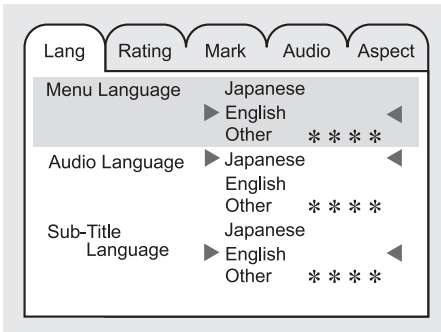 Lang Rating Mark Audio Aspect
Menu Language Japanese
▶ English ◀
Other ＊＊＊＊
Audio Language ▶ Japanese ◀
English
Other ＊＊＊＊
Sub-Title Japanese
Language ▶ English ◀
Other ＊＊＊＊